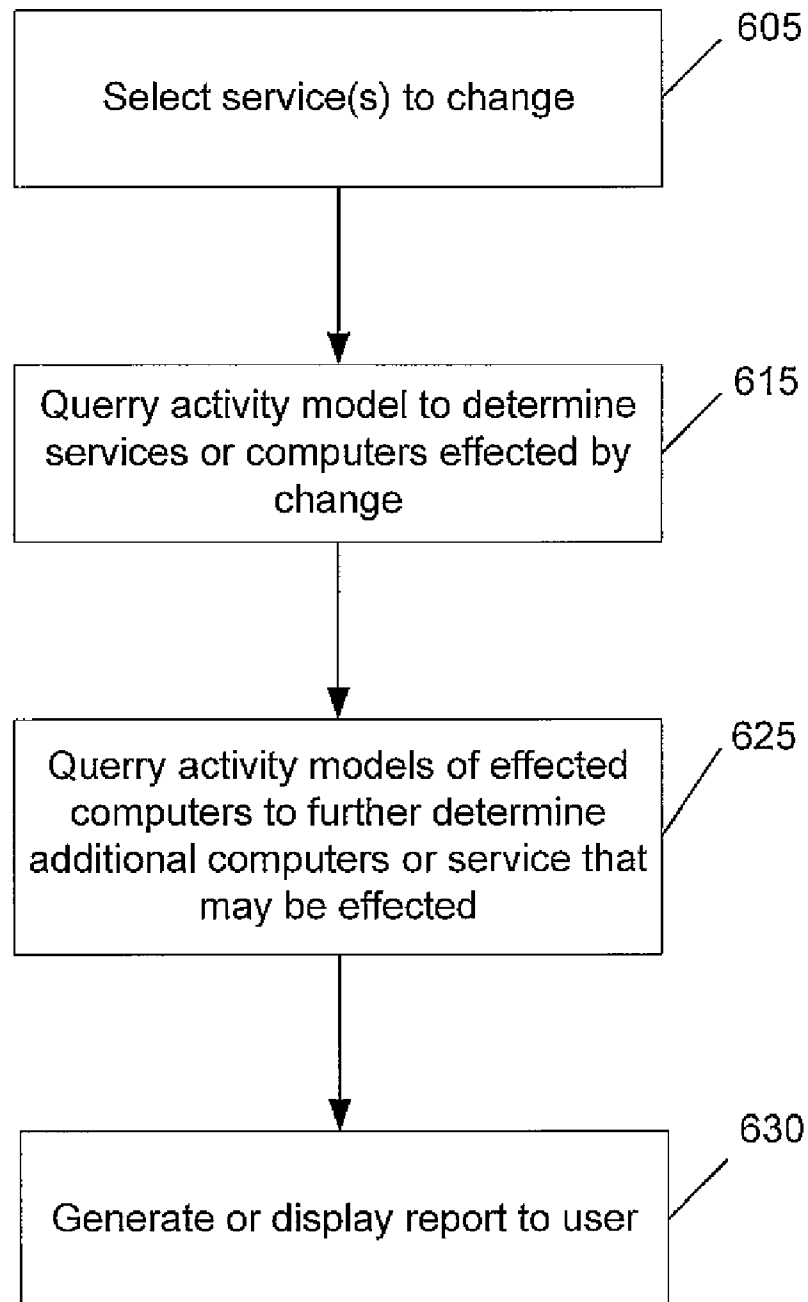 605
Select service(s) to change
615
Querry activity model to determine
services or computers effected by
change
625
Querry activity models of effected
computers to further determine
additional computers or service that
may be effected
630
Generate or display report to user